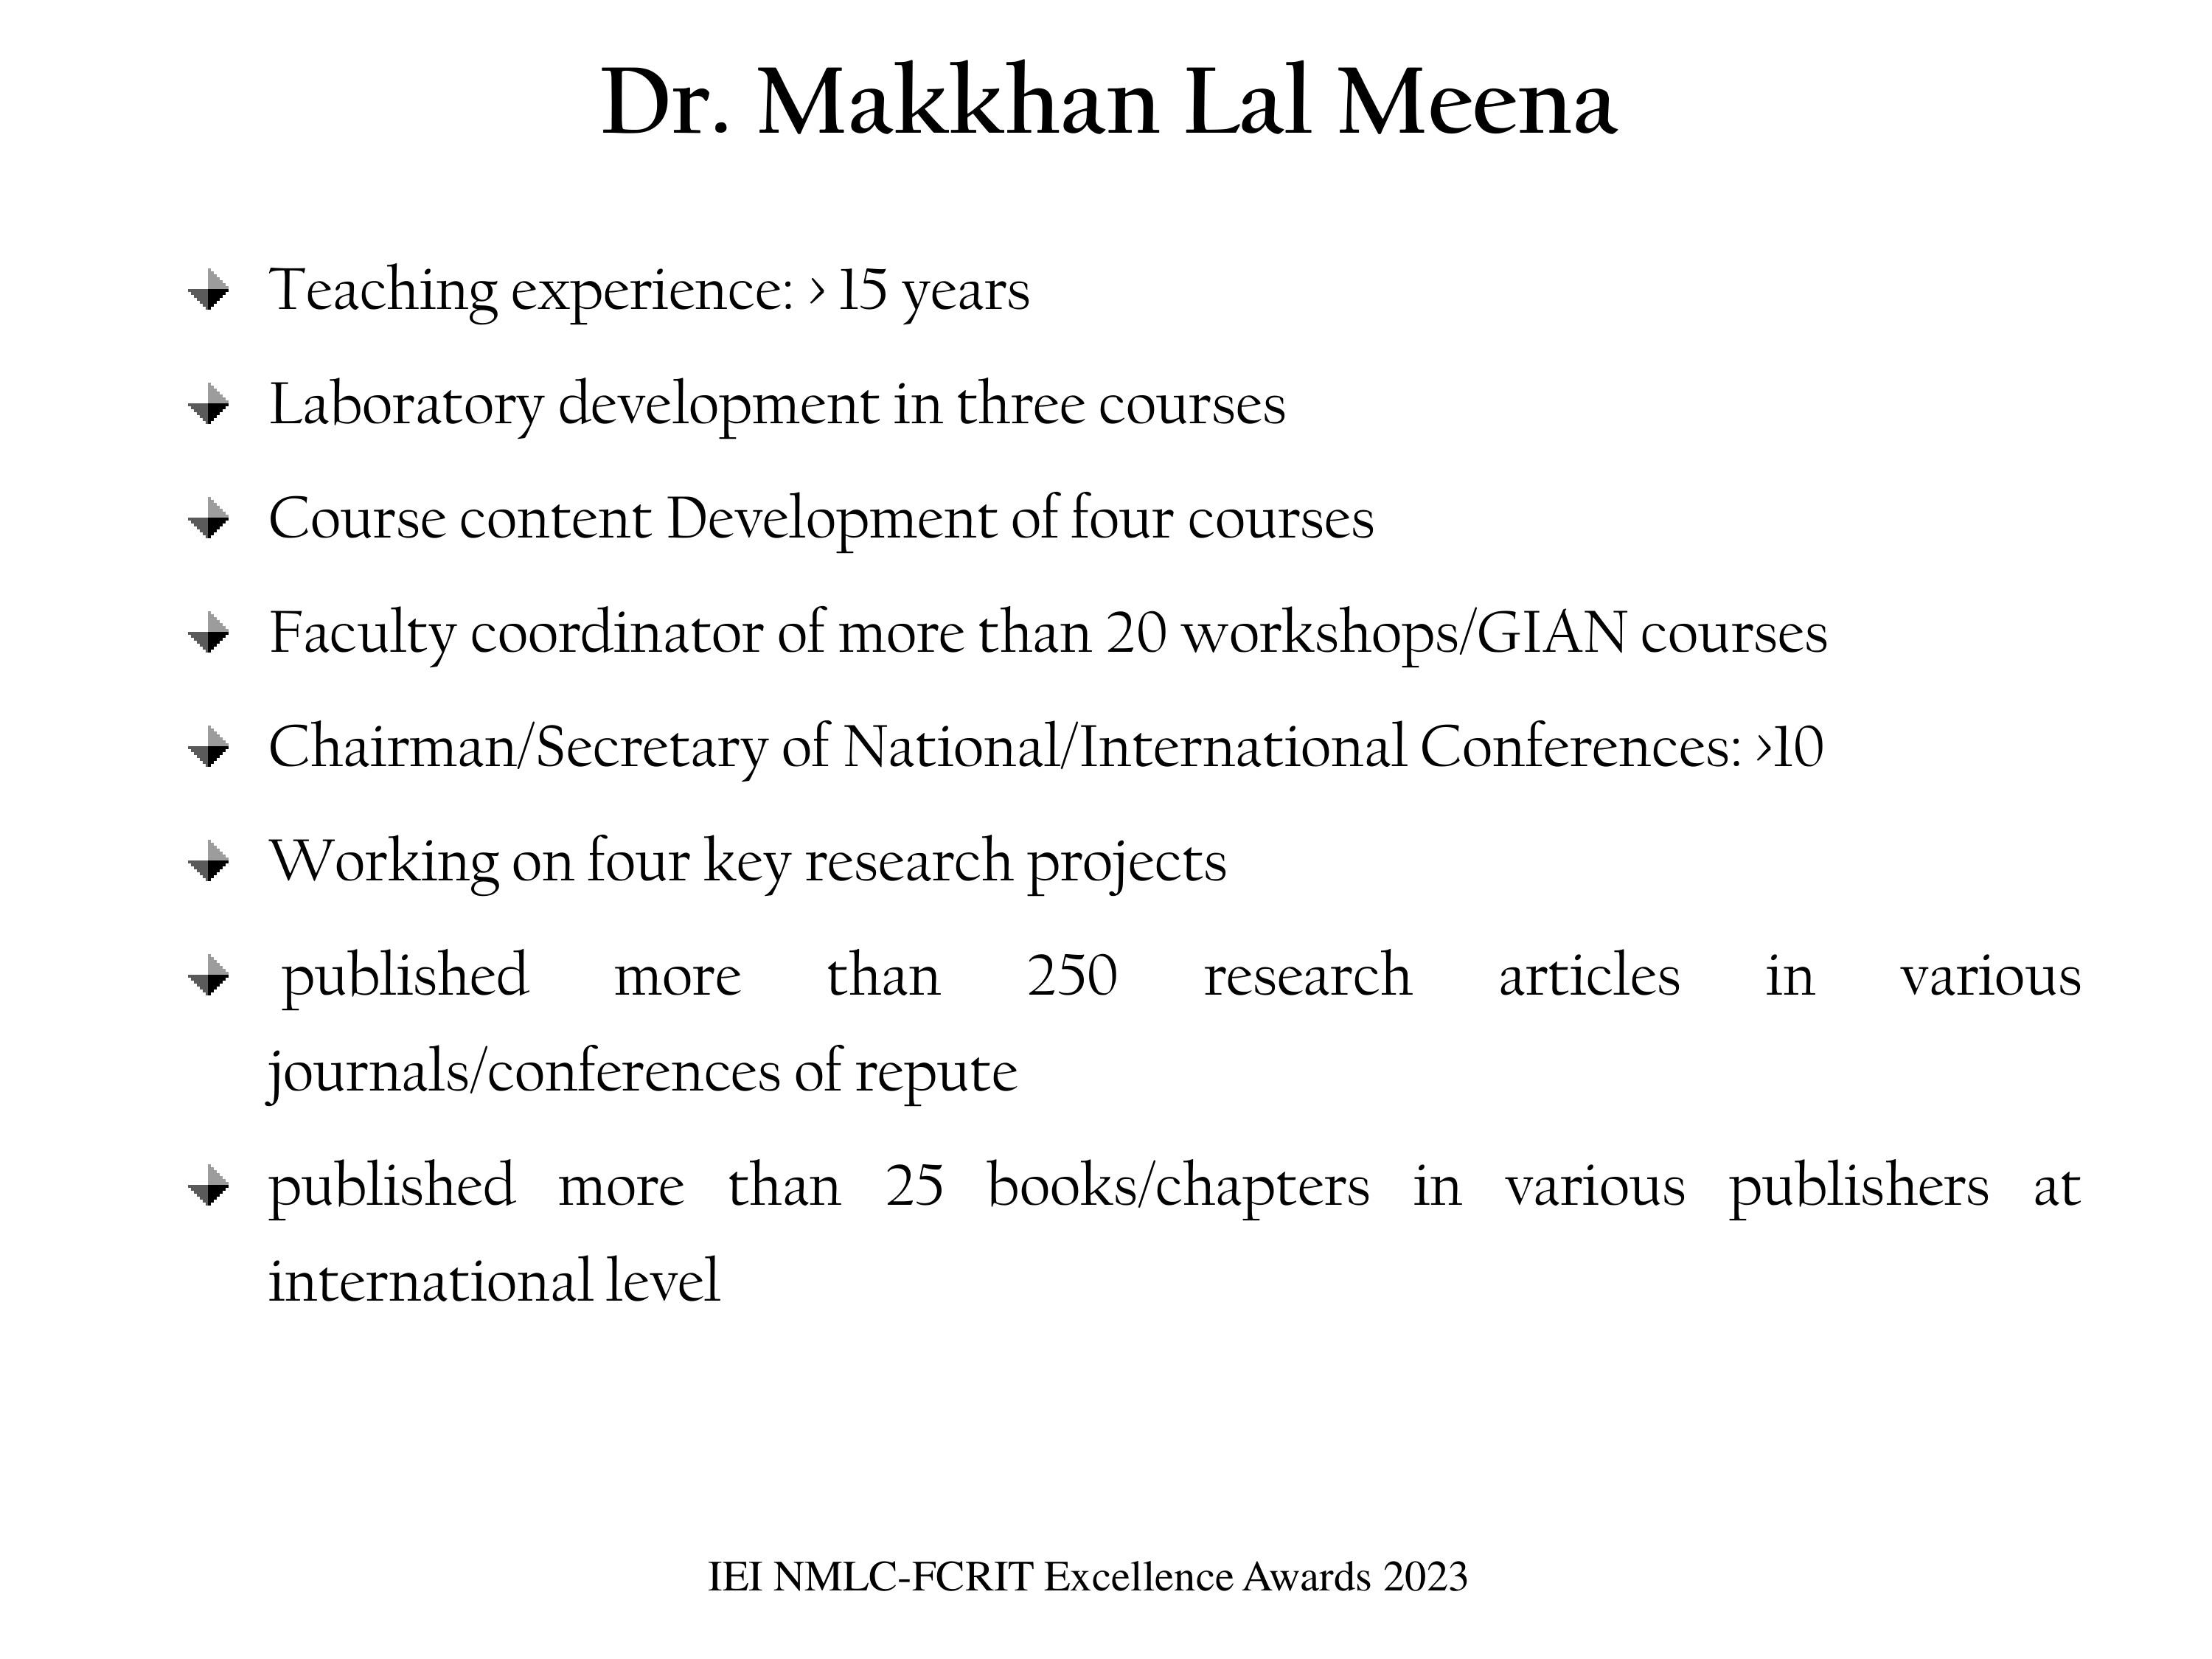 Dr. Makkhan Lal Meena
Teaching experience: > 15 years
Laboratory development in three courses
Course content Development of four courses
Faculty coordinator of more than 20 workshops/GIAN courses
Chairman/Secretary of National/International Conferences: >10
Working on four key research projects
published more than 250 research articles in various
journals/conferences of repute
published more than 25 books/chapters in various publishers at
international level
IEI NMLC-FCRIT Excellence Awards 2023